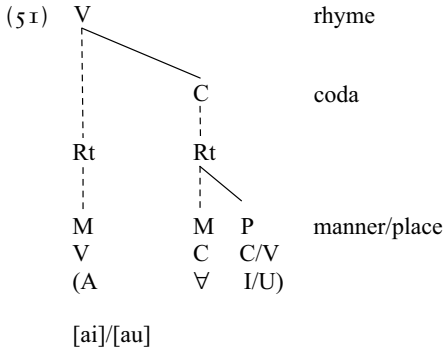 (51) V rhyme
C coda
Rt Rt
M M P manner/place
V C C/V
(A ∀ I/U)
[ai]/[au]